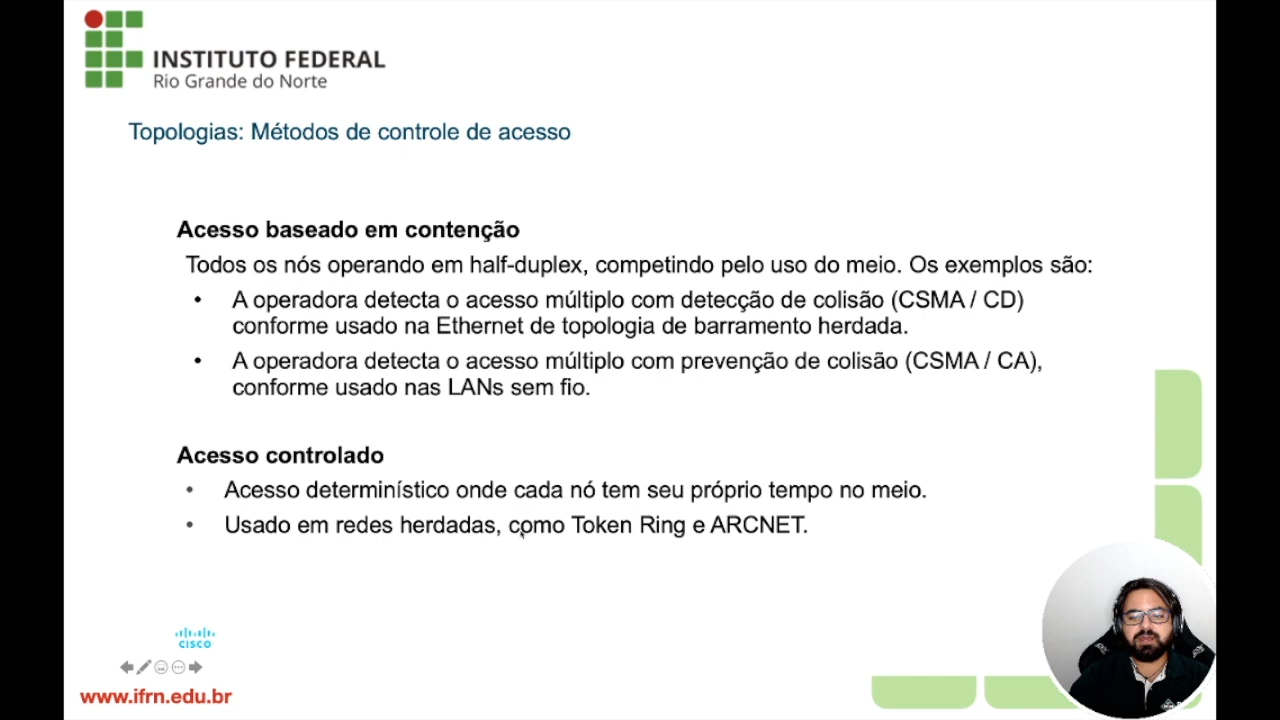 INSTITUTO FEDERAL
Rio Grande do Norte
Topologias: Métodos de controle de acesso
Acesso baseado em contenção
Todos os nós operando em half-duplex, competindo pelo uso do meio. Os exemplos são:
• A operadora detecta o acesso múltiplo com detecção de colisão (CSMA / CD)
conforme usado na Ethernet de topologia de barramento herdada.
• A operadora detecta o acesso múltiplo com prevenção de colisão (CSMA / CA),
conforme usado nas LANs sem fio.
Acesso controlado
• Acesso determinístico onde cada nó tem seu próprio tempo no meio.
• Usado em redes herdadas, como Token Ring e ARCNET.
CISCO
www.ifrn.edu.br